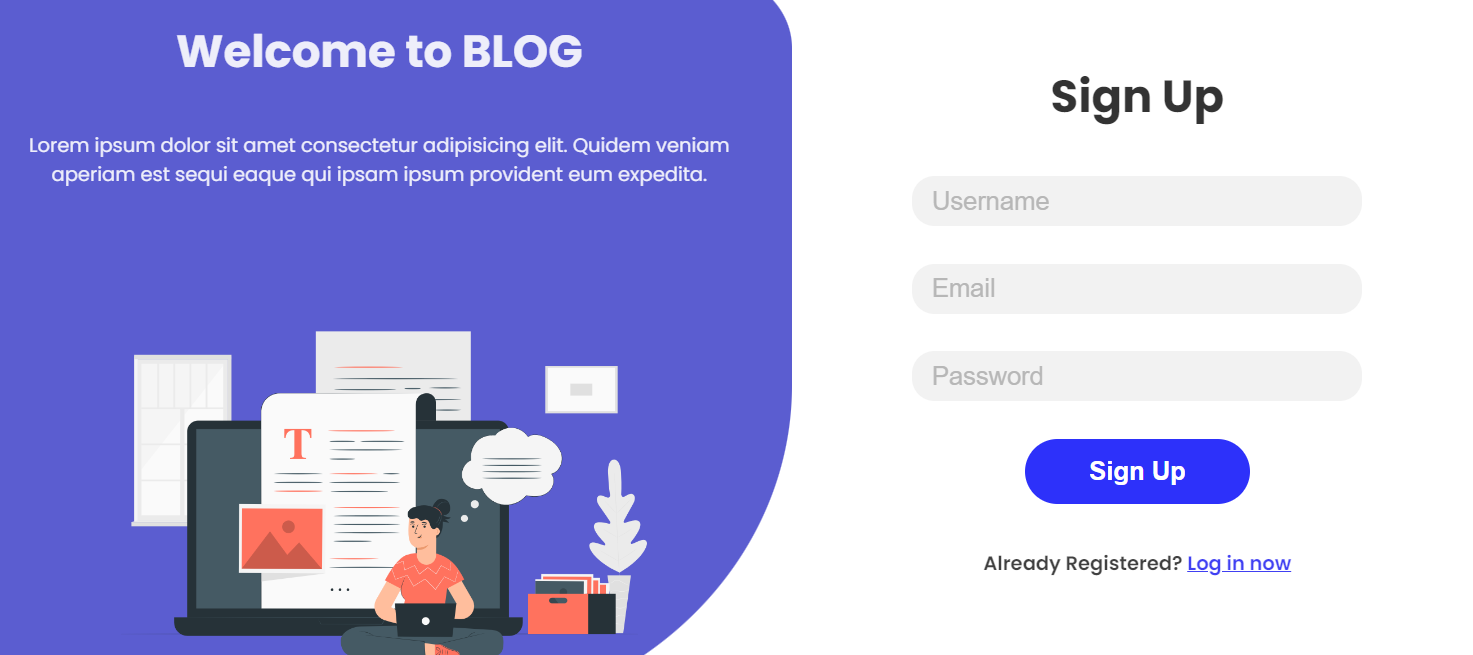 Welcome to BLOG
Lorem ipsum dolor sit amet consectetur adipisicing elit. Quidem veniam
aperiam est sequi eaque qui ipsam ipsum provident eum expedita.
T
...
Sign Up
Username
Email
Password
Sign Up
Already Registered? Log in now